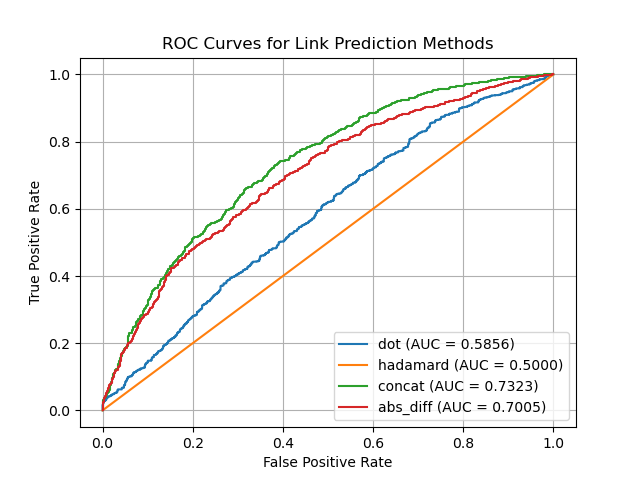 ROC Curves for Link Prediction Methods
True Positive Rate
1.0
0.8
0.6
0.4
0.2
0.0
dot (AUC = 0.5856)
hadamard (AUC = 0.5000)
concat (AUC = 0.7323)
abs_diff (AUC = 0.7005)
0.0 0.2 0.4 0.6 0.8 1.0
False Positive Rate